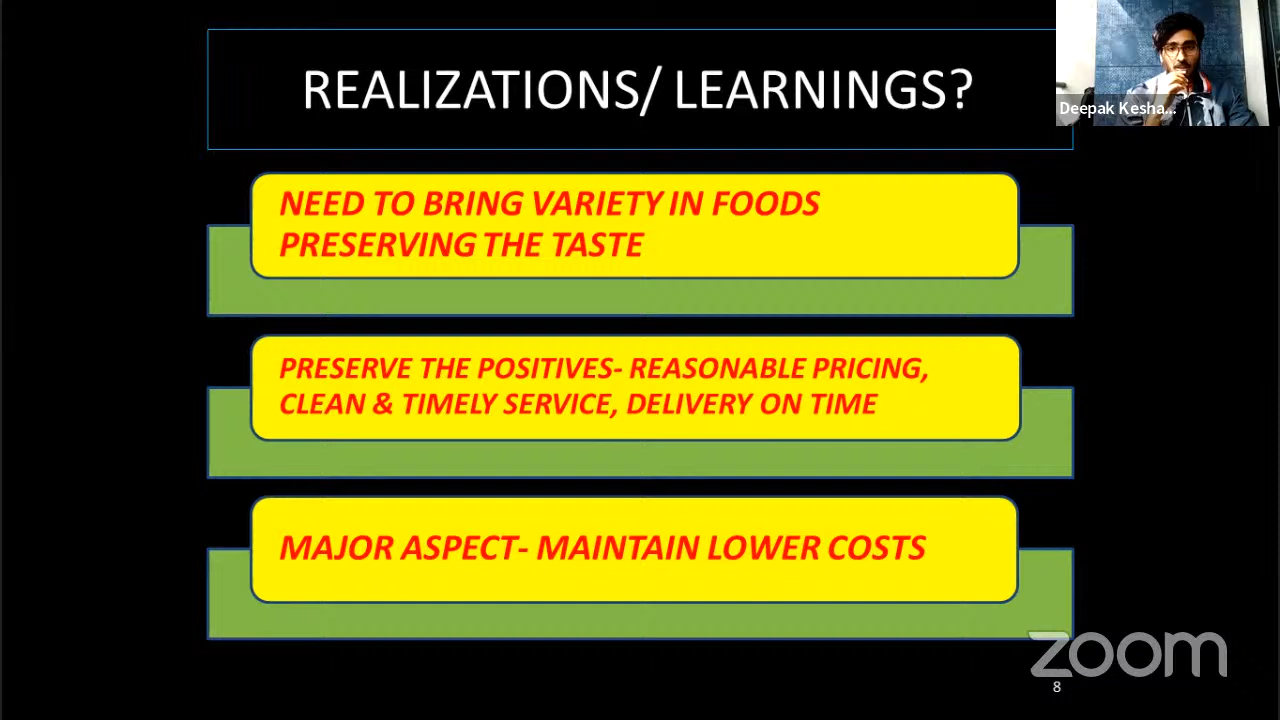 REALIZATIONS/ LEARNINGS?
Deepak Kesha...
NEED TO BRING VARIETY IN FOODS
PRESERVING THE TASTE
PRESERVE THE POSITIVES- REASONABLE PRICING,
CLEAN & TIMELY SERVICE, DELIVERY ON TIME
MAJOR ASPECT- MAINTAIN LOWER COSTS
zoom
8